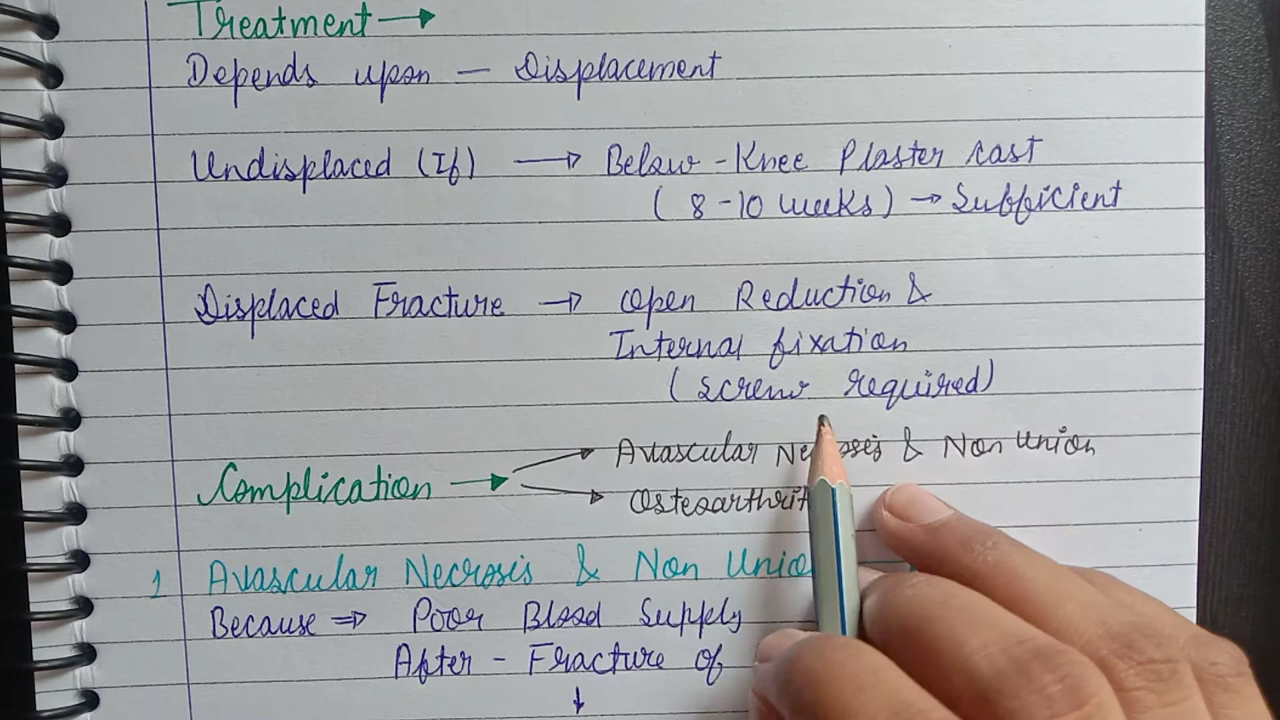 Treatment →
Depends upon — Displacement
Undisplaced (If) → Below-Knee Plaster cast
(8-10 weeks) → Sufficient
Displaced Fracture → Open Reduction &
Internal fixation
(screw required)
Complication → Avascular Necrosis & Non Union
Osteoarthrit
1 Avascular Necrosis & Non Unio
Because ⇒ Poor Blood Supply
After - Fracture of
↓